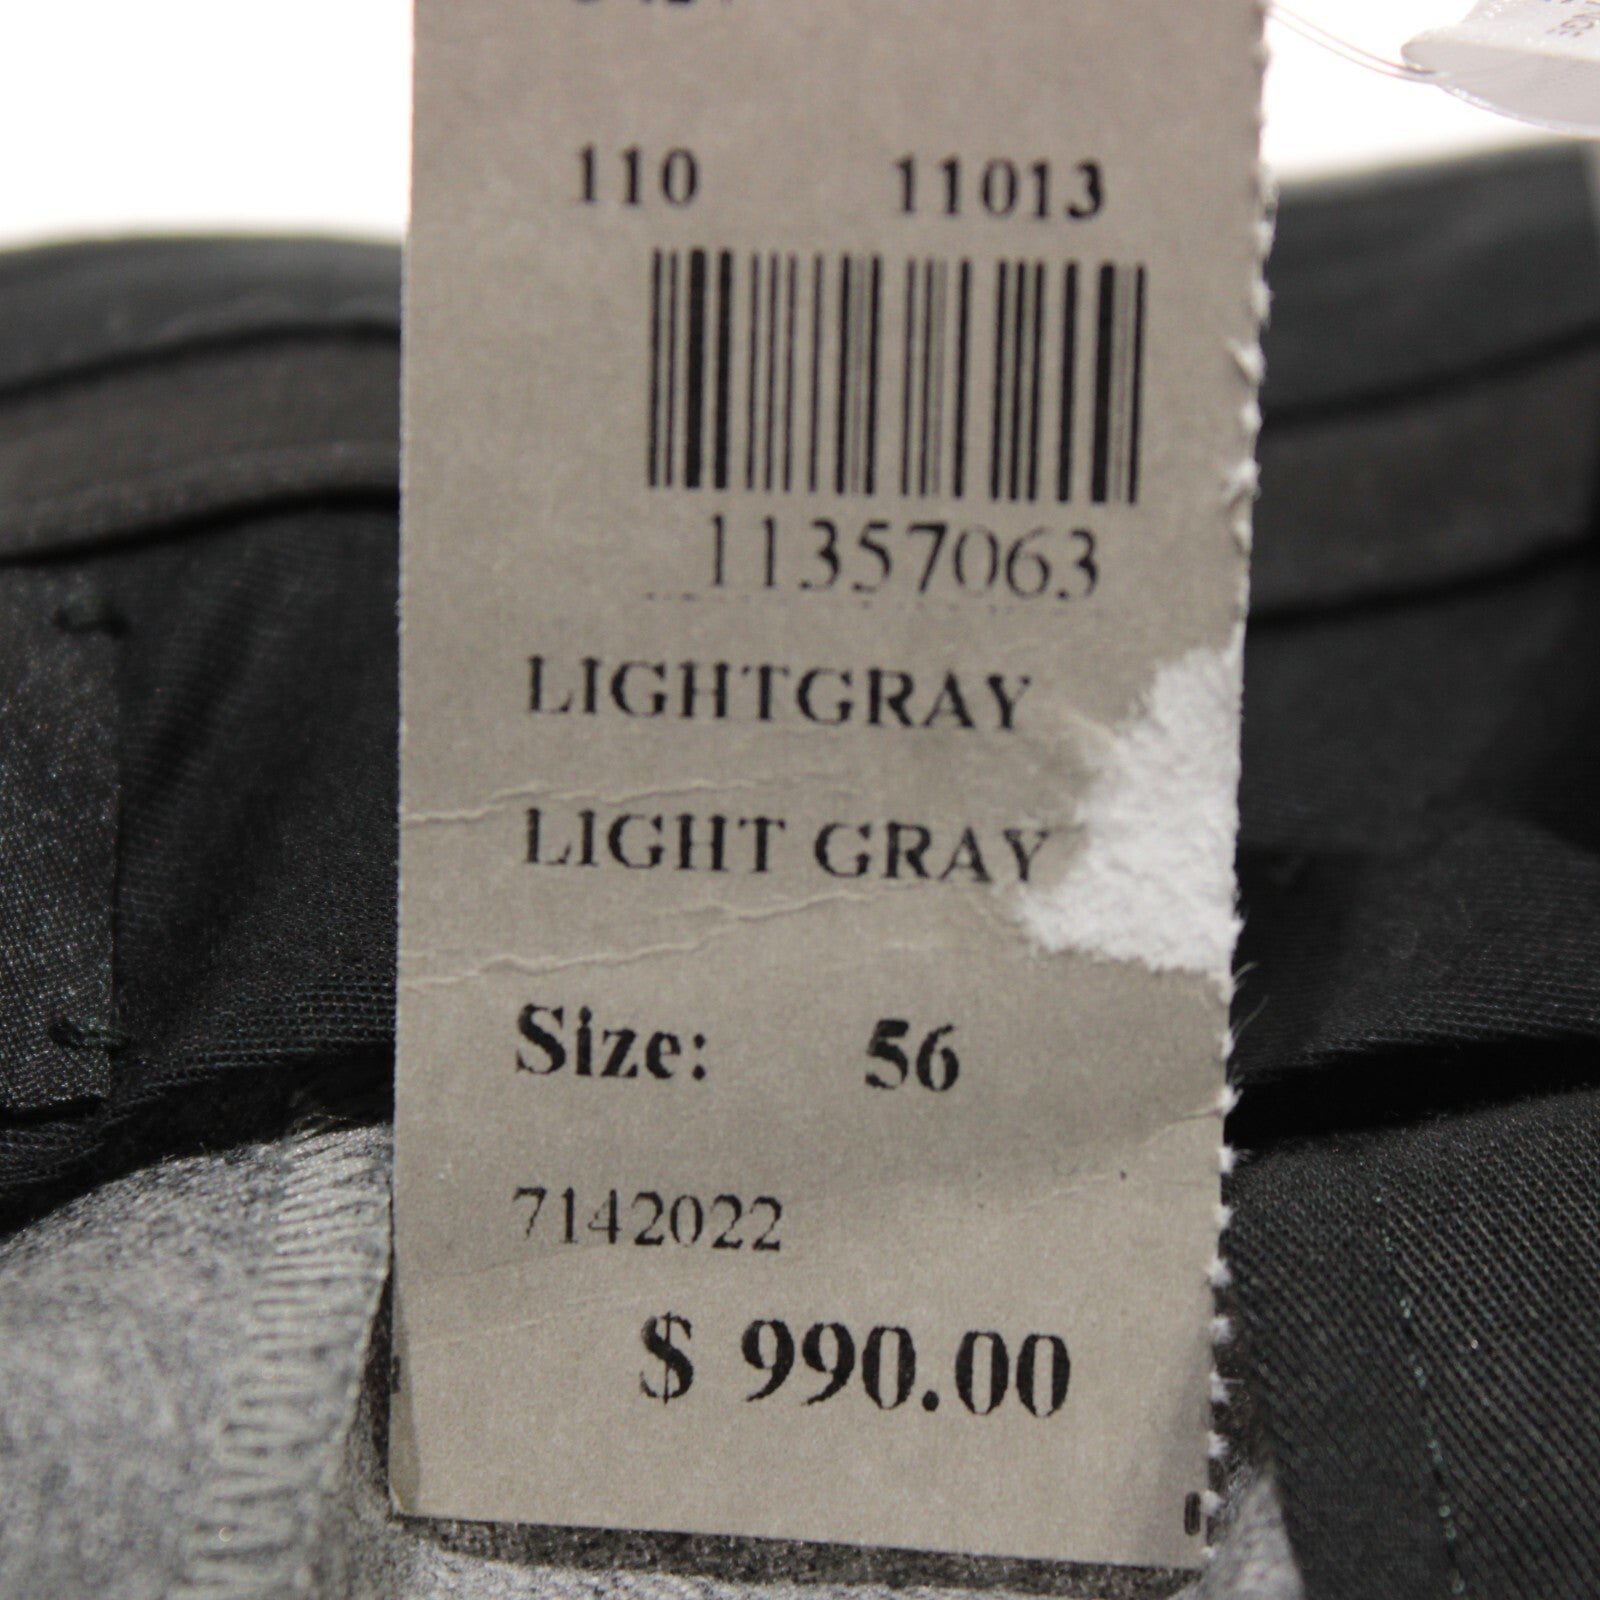 110 11013
11357063
LIGHTGRAY
LIGHT GRAY
Size: 56
7142022
$ 990.00